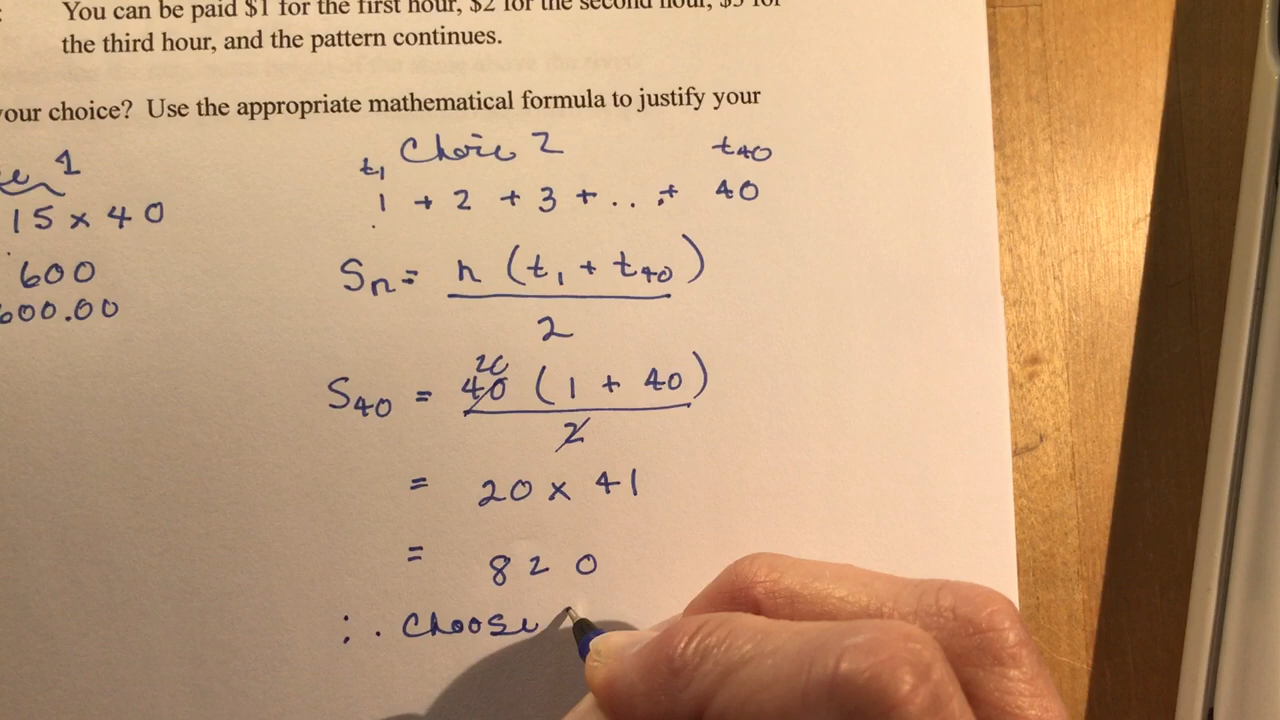 You can be paid $1 for the first hour, $2 for the second hour, $3 for
the third hour, and the pattern continues.
your choice? Use the appropriate mathematical formula to justify your
1
15 x 40
600
600.00
Choice 2
t1 t40
1 + 2 + 3 + . . . + 40
Sn = n (t1 + t40)
2
20
S40 = 40 (1 + 40)
2
= 20 x 41
= 820
∴ Choose